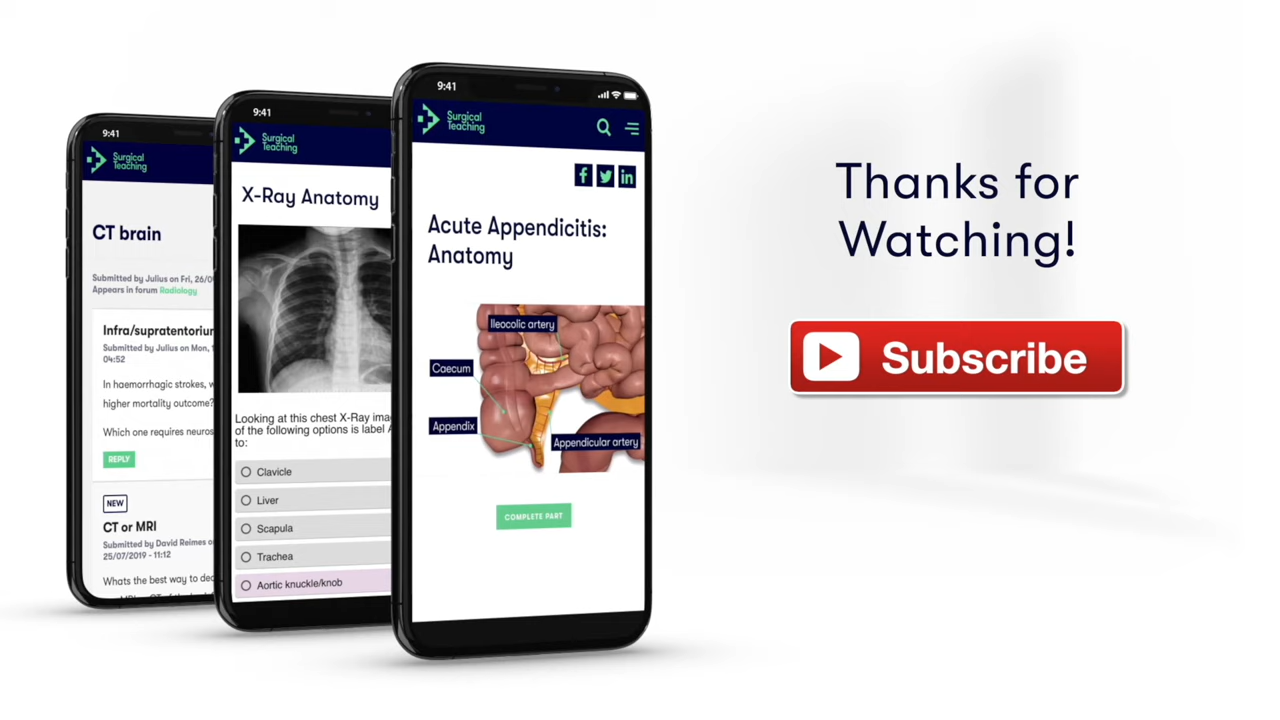 9:41
Surgical
Teaching
CT brain
Submitted by Julius on Fri, 26/0
Appears in forum Radiology
Infra/supratentorium
Submitted by Julius on Mon,
04:52
In haemorrhagic strokes, w
higher mortality outcome?
Which one requires neuros
REPLY
NEW
CT or MRI
Submitted by David Reimes o
25/07/2019 - 11:12
Whats the best way to dec
9:41
Surgical
Teaching
X-Ray Anatomy
Looking at this chest X-Ray ima
of the following options is label A
to:
Clavicle
Liver
Scapula
Trachea
Aortic knuckle/knob
9:41
Surgical
Teaching
Acute Appendicitis:
Anatomy
Ileocolic artery
Caecum
Appendix
Appendicular artery
COMPLETE PART
Thanks for
Watching!
Subscribe